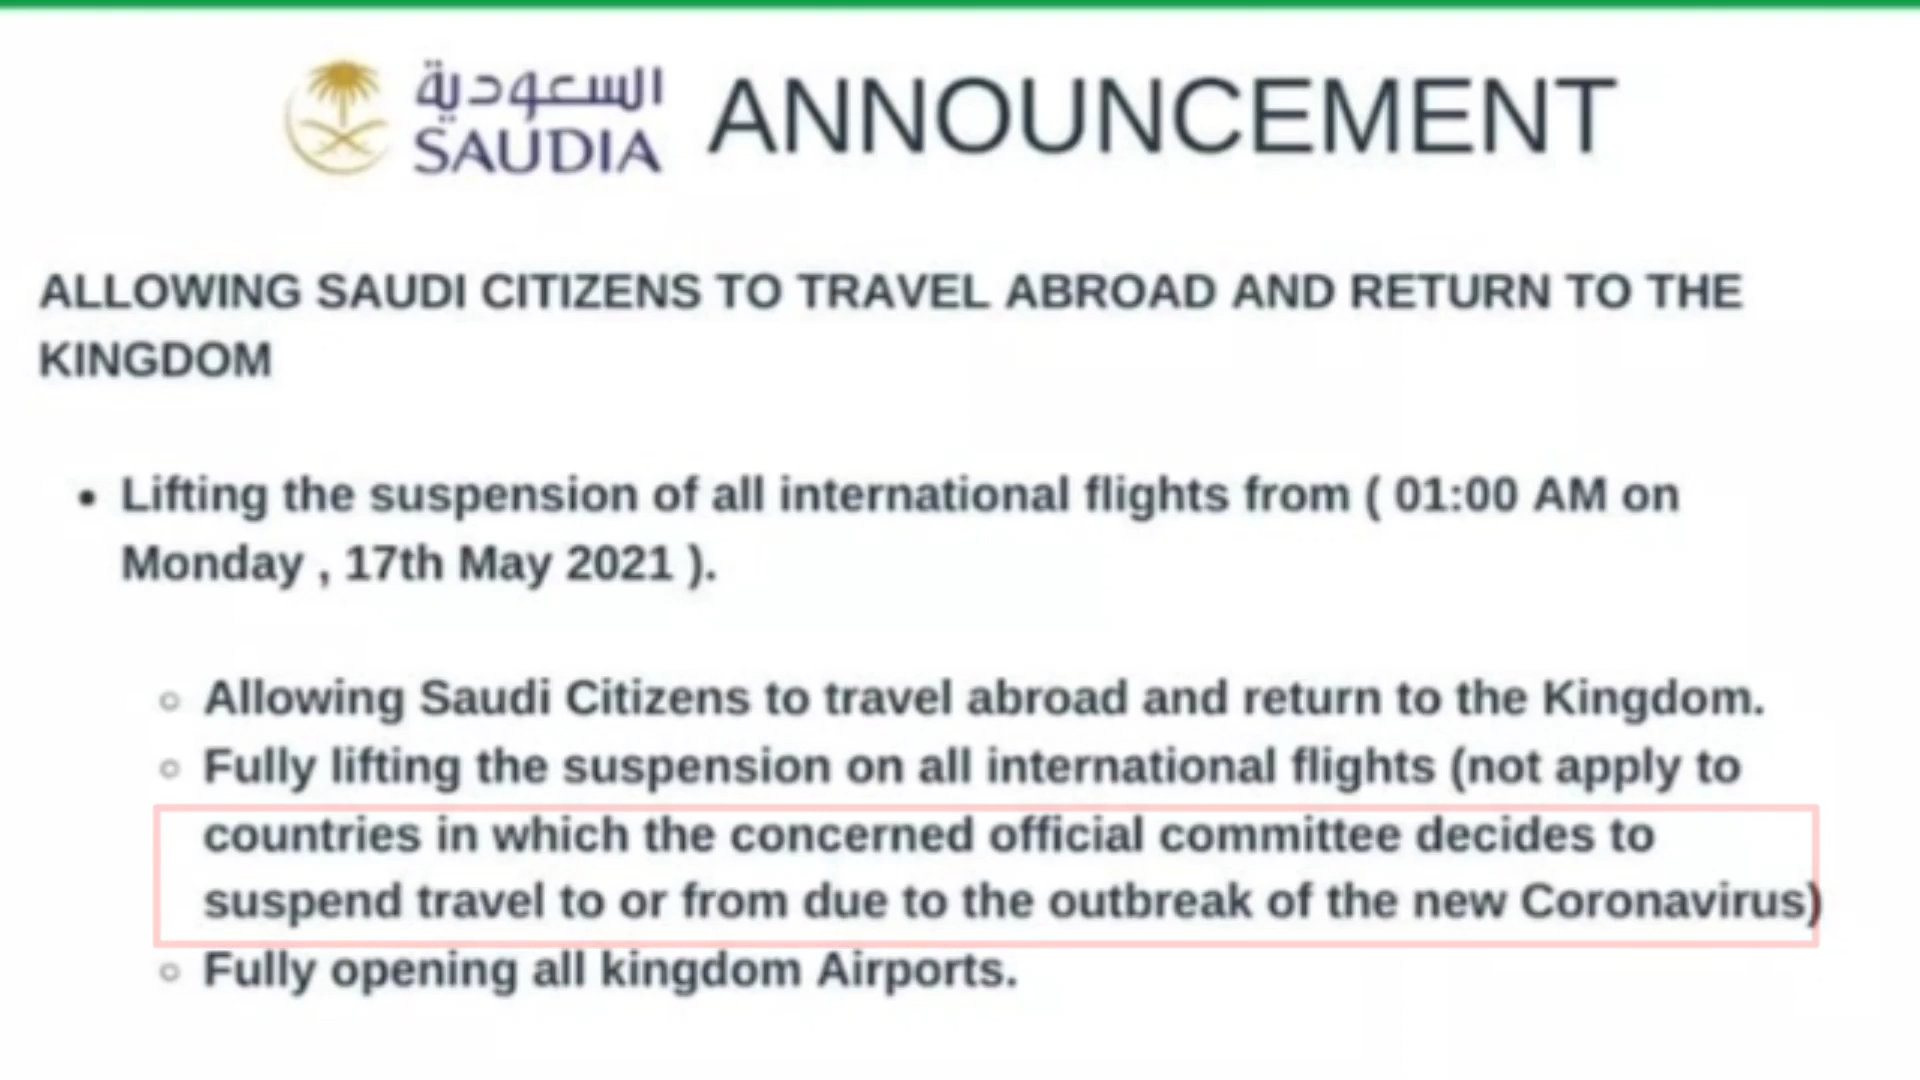 السعودية
SAUDIA
ANNOUNCEMENT
ALLOWING SAUDI CITIZENS TO TRAVEL ABROAD AND RETURN TO THE
KINGDOM
• Lifting the suspension of all international flights from ( 01:00 AM on
Monday , 17th May 2021 ).
○ Allowing Saudi Citizens to travel abroad and return to the Kingdom.
○ Fully lifting the suspension on all international flights (not apply to
countries in which the concerned official committee decides to
suspend travel to or from due to the outbreak of the new Coronavirus)
○ Fully opening all kingdom Airports.